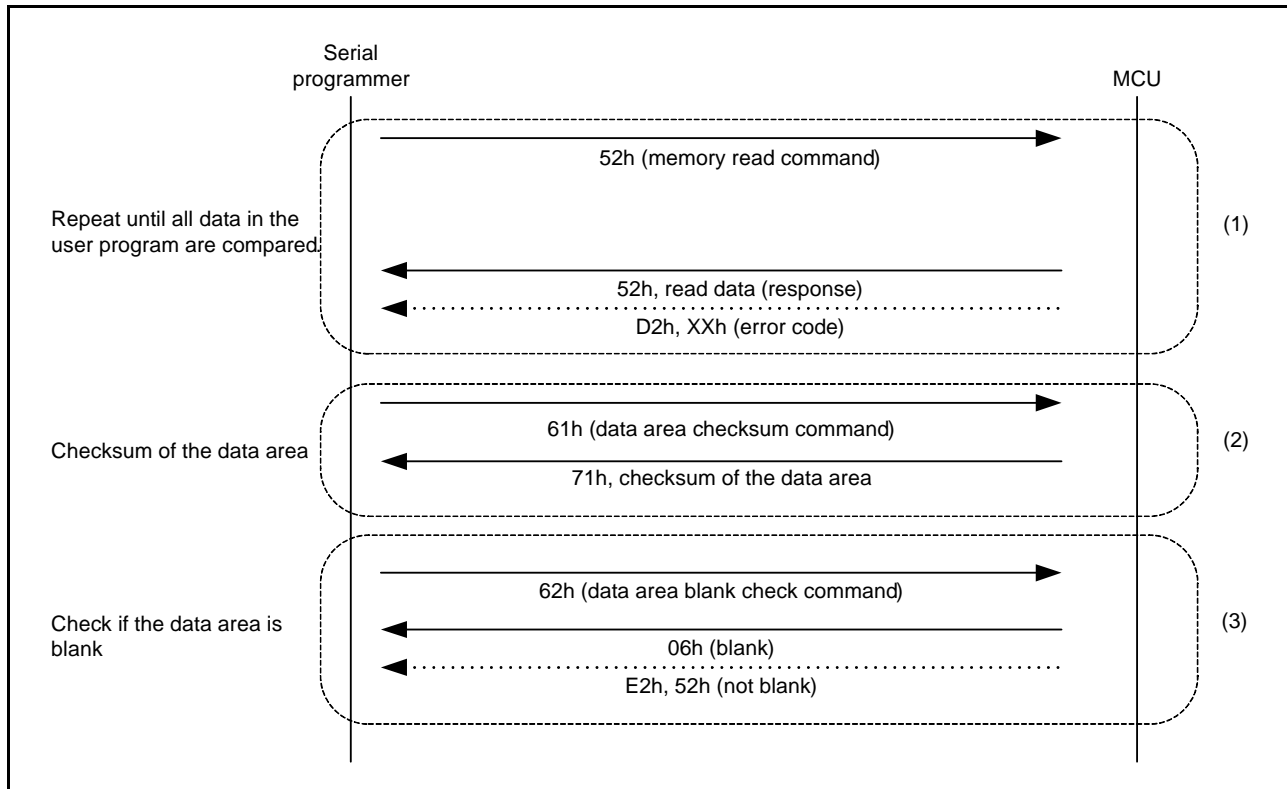 Serial
programmer
MCU
52h (memory read command)
Repeat until all data in the
user program are compared.
(1)
52h, read data (response)
D2h, XXh (error code)
61h (data area checksum command)
(2)
Checksum of the data area
71h, checksum of the data area
62h (data area blank check command)
Check if the data area is
blank
(3)
06h (blank)
E2h, 52h (not blank)